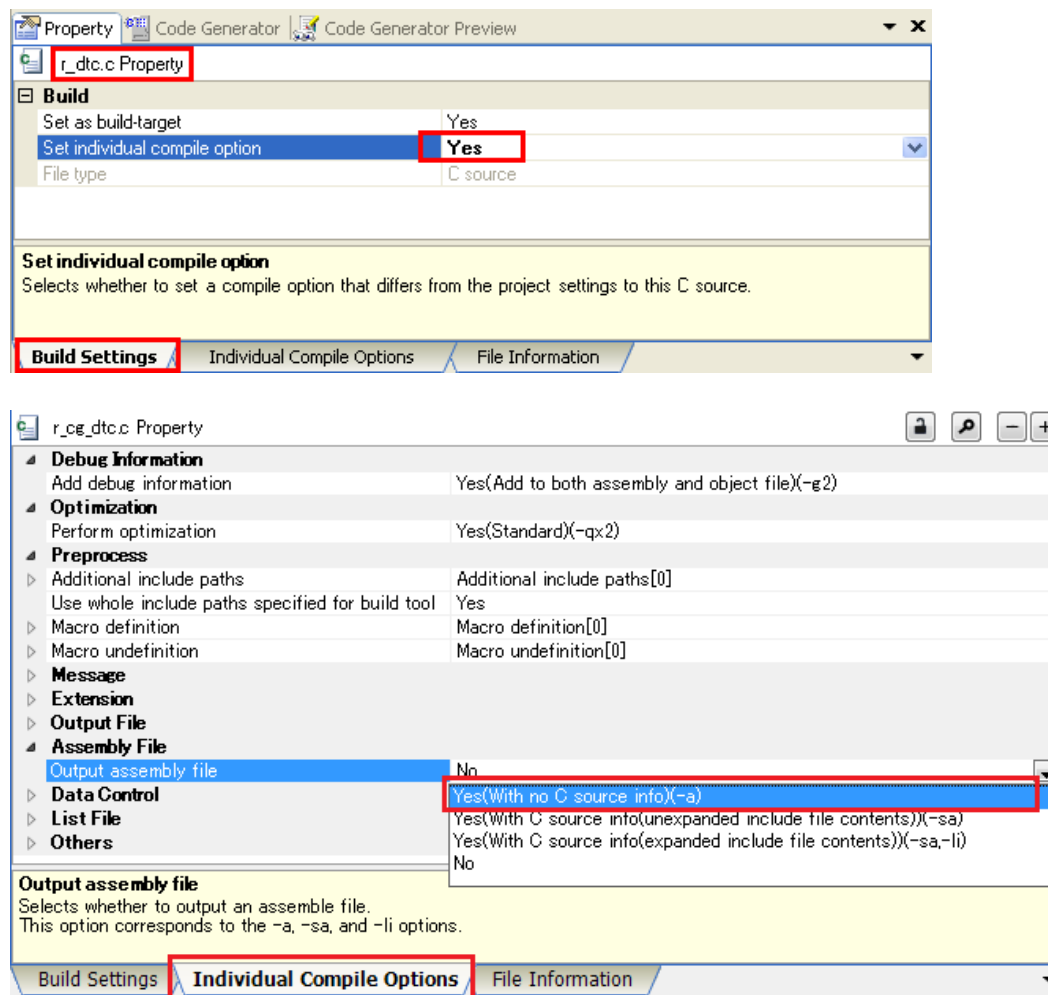 Property Code Generator Code Generator Preview
r_dtc.c Property
Build
Set as build-target Yes
Set individual compile option Yes
File type C source
Set individual compile option
Selects whether to set a compile option that differs from the project settings to this C source.
Build Settings Individual Compile Options File Information
r_cg_dtc.c Property
Debug Information
Add debug information Yes(Add to both assembly and object file)(-g2)
Optimization
Perform optimization Yes(Standard)(-qx2)
Preprocess
Additional include paths Additional include paths[0]
Use whole include paths specified for build tool Yes
Macro definition Macro definition[0]
Macro undefinition Macro undefinition[0]
Message
Extension
Output File
Assembly File
Output assembly file No
Data Control Yes(With no C source info)(-a)
List File Yes(With C source info(unexpanded include file contents))(-sa)
Others Yes(With C source info(expanded include file contents))(-sa,-li)
No
Output assembly file
Selects whether to output an assemble file.
This option corresponds to the -a, -sa, and -li options.
Build Settings Individual Compile Options File Information